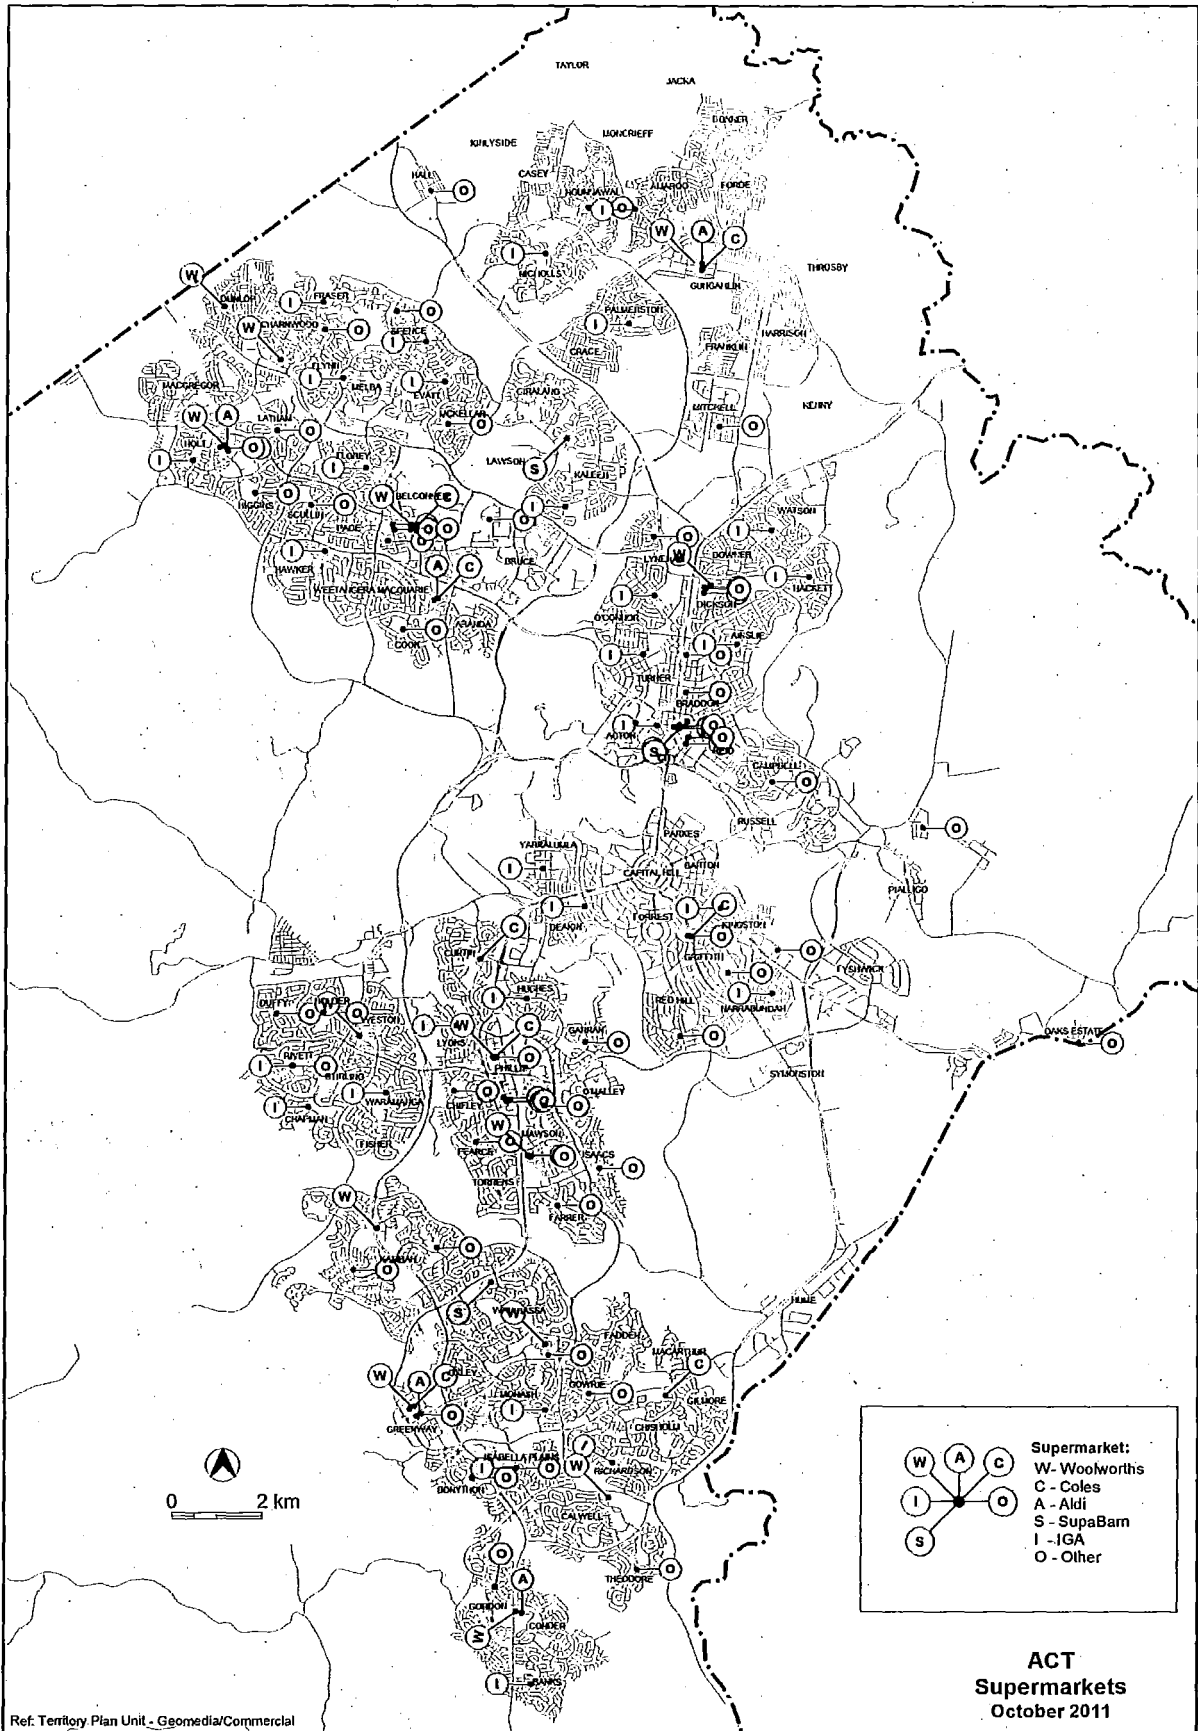 TAYLOR
JACKA
BONNER
MONCRIEFF
KINLYSIDE
CASEY
HALL
O
NGUNNAWAL
AMAROO
FORDE
I
O
W
A
C
I
NICHOLLS
GUNGAHLIN
THROSBY
W
DUNLOP
I
FRASER
O
W
CHARNWOOD
O
SPENCE
I
I
PALMERSTON
HARRISON
CRACE
FRANKLIN
MACGREGOR
I
FLYNN
MELBA
I
EVATT
GIRALANG
MITCHELL
O
KENNY
W
A
LATHAM
O
MCKELLAR
O
I
HOLT
O
I
FLOREY
LAWSON
S
KALEEN
HIGGINS
O
SCULLIN
O
W
BELCONNEN
C
I
WATSON
I
PAGE
O
O
O
O
BRUCE
O
W
LYNEHAM
DOWNER
I
HAWKER
A
C
I
HACKETT
WEETANGERA
MACQUARIE
I
O
DICKSON
O'CONNOR
COOK
O
ARANDA
I
I
O
AINSLIE
TURNER
O
BRADDON
I
ACTON
O
O
REID
S
CITY
CAMPBELL
O
RUSSELL
O
PARKES
YARRALUMLA
I
CAPITAL HILL
BARTON
PIALLIGO
I
DEAKIN
FORREST
I
C
KINGSTON
O
C
CURTIN
GRIFFITH
O
O
FYSHWICK
I
HUGHES
RED HILL
I
NARRABUNDAH
DUFFY
O
HOLDER
W
O
WESTON
I
LYONS
W
C
GARRAN
O
O
OAKS ESTATE
O
I
RIVETT
O
STIRLING
PHILLIP
O
SYMONSTON
I
CHAPMAN
I
WARAMANGA
CHIFLEY
O
O
O'MALLEY
O
FISHER
W
PEARCE
O
MAWSON
O
ISAACS
O
TORRENS
W
FARRER
O
KAMBAH
O
O
S
WANNIASSA
W
HUME
FADDEN
MACARTHUR
C
O
W
A
C
OXLEY
GOWRIE
O
GILMORE
GREENWAY
O
MONASH
I
CHISHOLM
ISABELLA PLAINS
I
I
O
O
W
RICHARDSON
BONYTHON
CALWELL
O
THEODORE
O
A
GORDON
CONDER
W
I
BANKS
0 2 km
W
A
C
I
O
S
Supermarket:
W- Woolworths
C - Coles
A - Aldi
S - SupaBarn
I - IGA
O - Other
ACT
Supermarkets
October 2011
Ref: Territory Plan Unit - Geomedia/Commercial